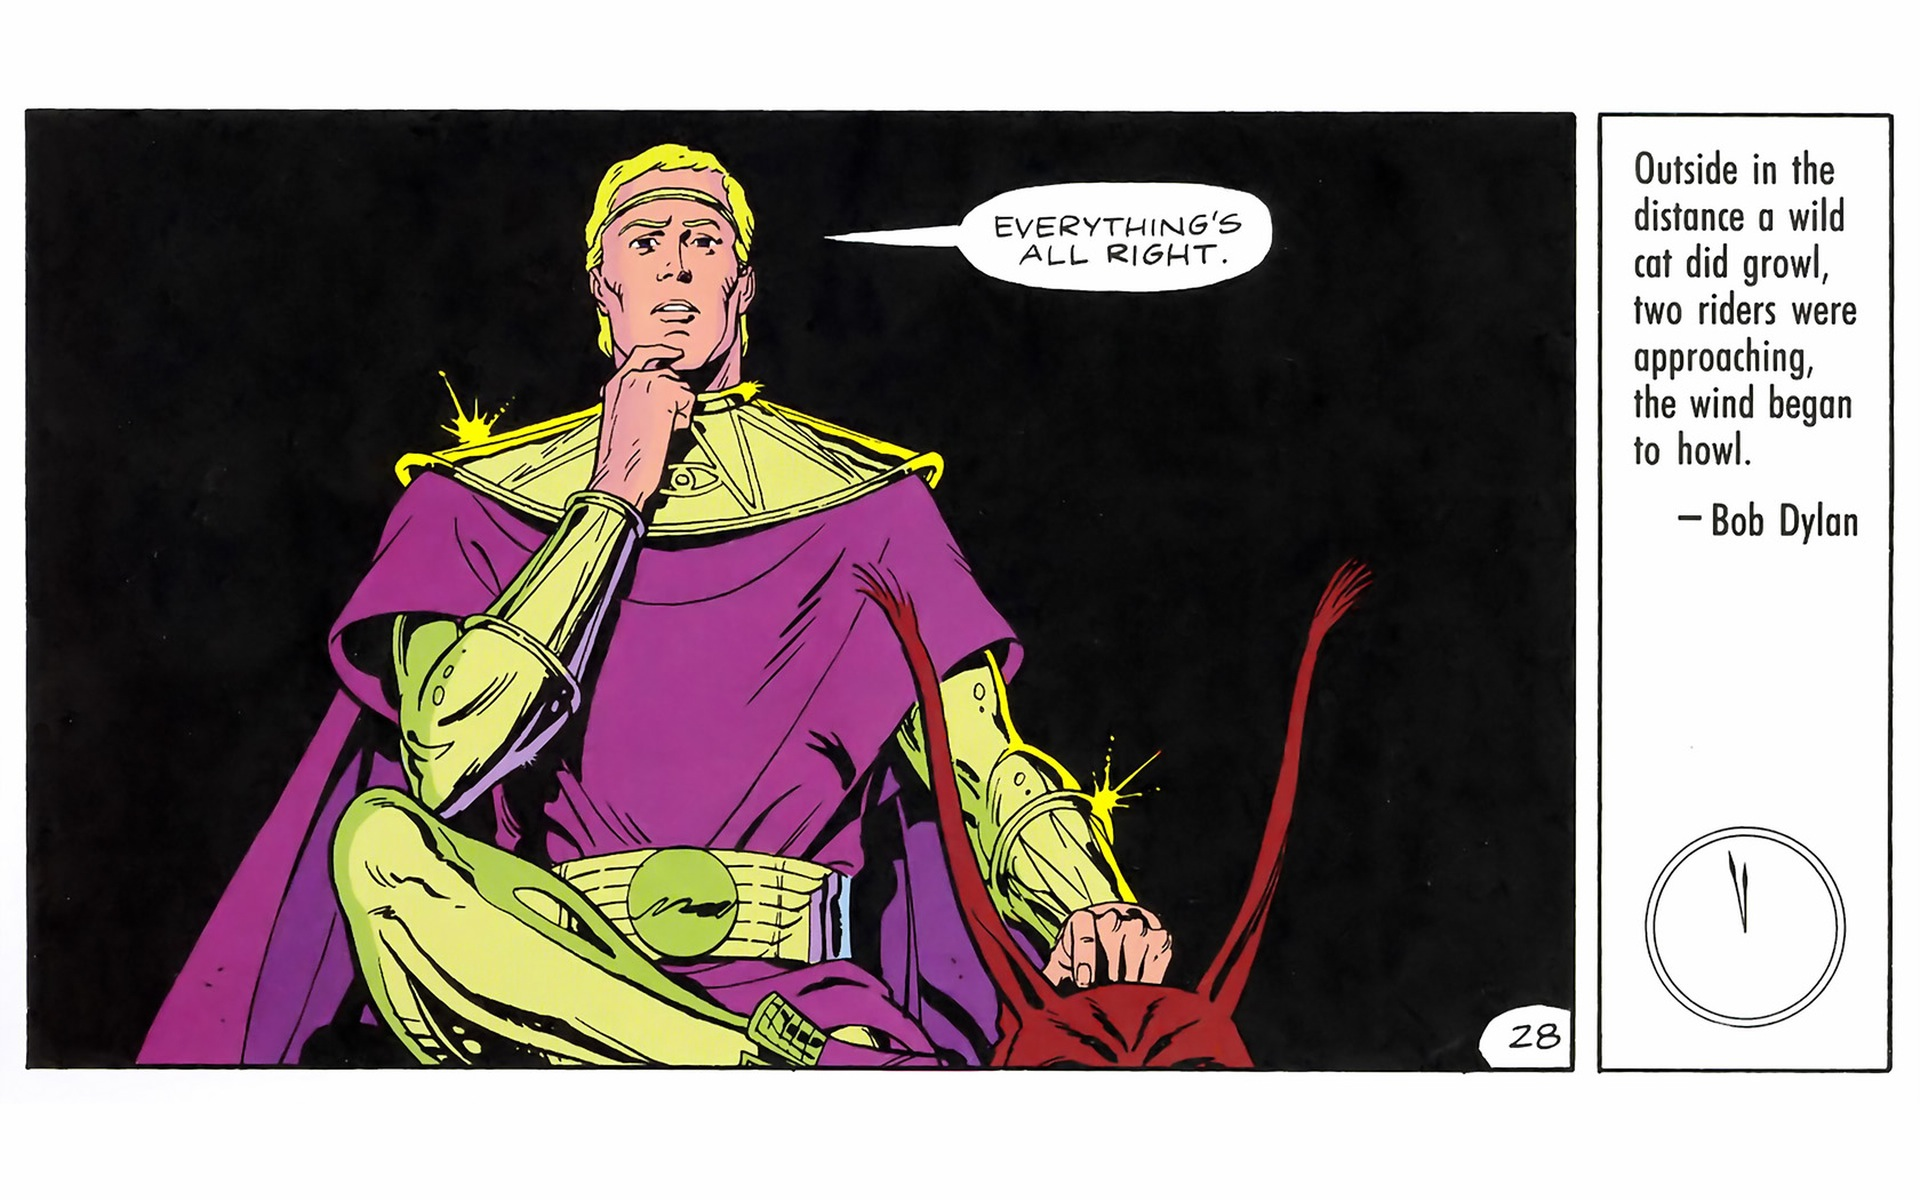 EVERYTHING'S
ALL RIGHT.
28
Outside in the
distance a wild
cat did growl,
two riders were
approaching,
the wind began
to howl.
— Bob Dylan